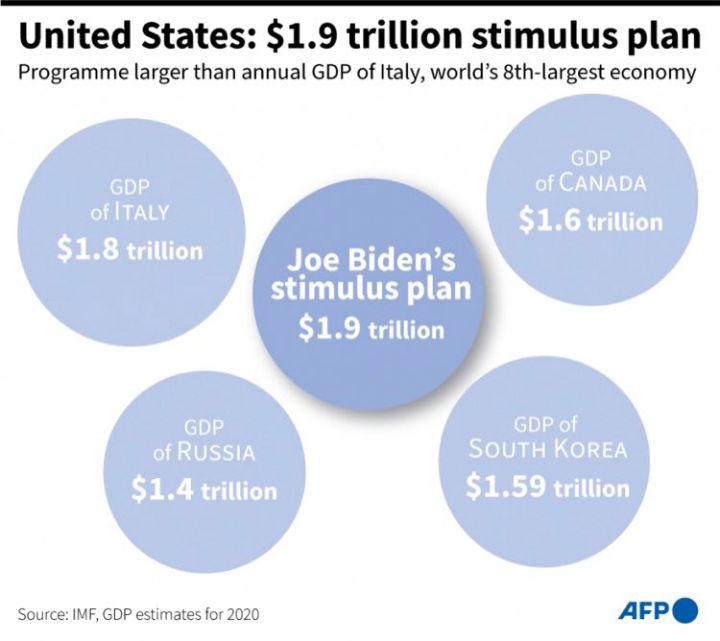 United States: $1.9 trillion stimulus plan
Programme larger than annual GDP of Italy, world's 8th-largest economy
GDP
of ITALY
$1.8 trillion
Joe Biden's
stimulus plan
$1.9 trillion
GDP
of CANADA
$1.6 trillion
GDP
of RUSSIA
$1.4 trillion
GDP of
SOUTH KOREA
$1.59 trillion
Source: IMF, GDP estimates for 2020
AFP